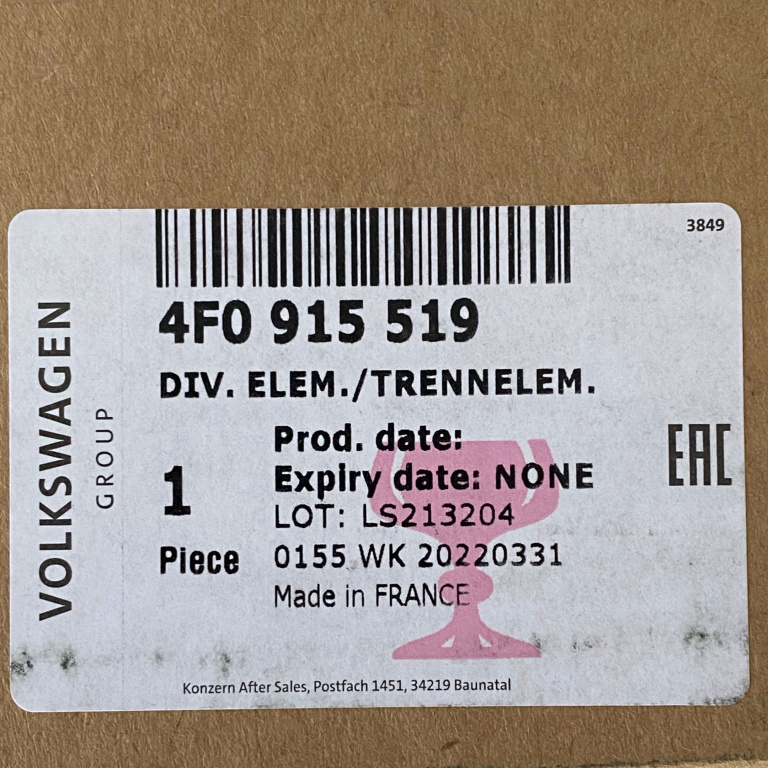 3849
VOLKSWAGEN
GROUP
4F0 915 519
DIV. ELEM./TRENNELEM.
Prod. date:
Expiry date: NONE
1
LOT: LS213204
Piece
0155 WK 20220331
Made in FRANCE
EAC
Konzern After Sales, Postfach 1451, 34219 Baunatal